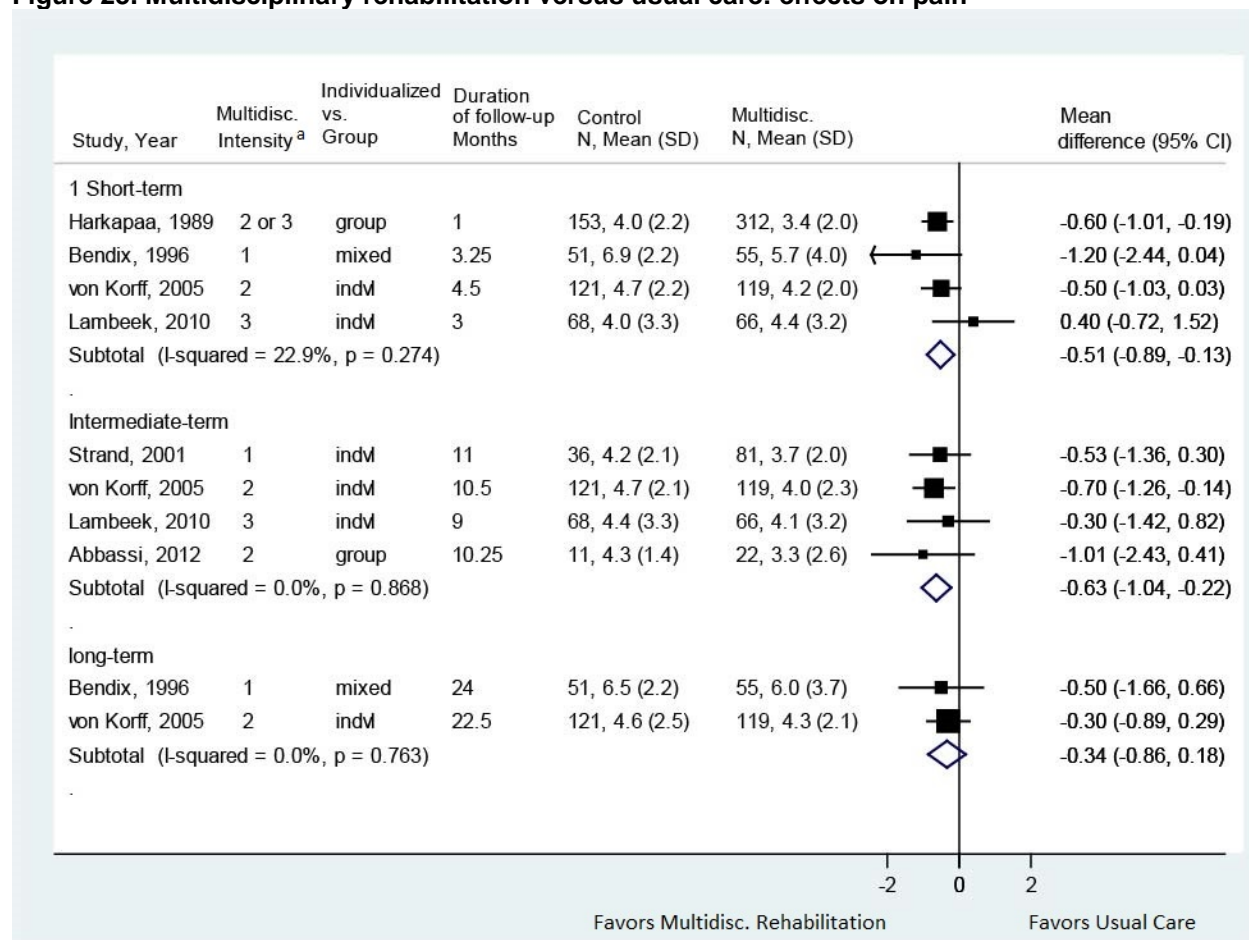 Figure 25. Multidisciplinary rehabilitation versus usual care: effects on pain
Study, Year Multidisc. Intensity a Individualized vs. Group Duration of follow-up Months Control N, Mean (SD) Multidisc. N, Mean (SD) Mean difference (95% CI)
1 Short-term
Harkapaa, 1989 2 or 3 group 1 153, 4.0 (2.2) 312, 3.4 (2.0) -0.60 (-1.01, -0.19)
Bendix, 1996 1 mixed 3.25 51, 6.9 (2.2) 55, 5.7 (4.0) -1.20 (-2.44, 0.04)
von Korff, 2005 2 indvl 4.5 121, 4.7 (2.2) 119, 4.2 (2.0) -0.50 (-1.03, 0.03)
Lambeek, 2010 3 indvl 3 68, 4.0 (3.3) 66, 4.4 (3.2) 0.40 (-0.72, 1.52)
Subtotal (I-squared = 22.9%, p = 0.274) -0.51 (-0.89, -0.13)
.
Intermediate-term
Strand, 2001 1 indvl 11 36, 4.2 (2.1) 81, 3.7 (2.0) -0.53 (-1.36, 0.30)
von Korff, 2005 2 indvl 10.5 121, 4.7 (2.1) 119, 4.0 (2.3) -0.70 (-1.26, -0.14)
Lambeek, 2010 3 indvl 9 68, 4.4 (3.3) 66, 4.1 (3.2) -0.30 (-1.42, 0.82)
Abbassi, 2012 2 group 10.25 11, 4.3 (1.4) 22, 3.3 (2.6) -1.01 (-2.43, 0.41)
Subtotal (I-squared = 0.0%, p = 0.868) -0.63 (-1.04, -0.22)
.
long-term
Bendix, 1996 1 mixed 24 51, 6.5 (2.2) 55, 6.0 (3.7) -0.50 (-1.66, 0.66)
von Korff, 2005 2 indvl 22.5 121, 4.6 (2.5) 119, 4.3 (2.1) -0.30 (-0.89, 0.29)
Subtotal (I-squared = 0.0%, p = 0.763) -0.34 (-0.86, 0.18)
.
-2 0 2
Favors Multidisc. Rehabilitation Favors Usual Care